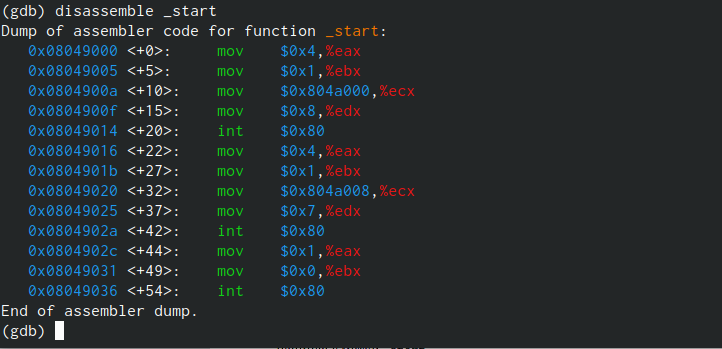 (gdb) disassemble _start
Dump of assembler code for function _start:
   0x08049000 <+0>:     mov    $0x4,%eax
   0x08049005 <+5>:     mov    $0x1,%ebx
   0x0804900a <+10>:    mov    $0x804a000,%ecx
   0x0804900f <+15>:    mov    $0x8,%edx
   0x08049014 <+20>:    int    $0x80
   0x08049016 <+22>:    mov    $0x4,%eax
   0x0804901b <+27>:    mov    $0x1,%ebx
   0x08049020 <+32>:    mov    $0x804a008,%ecx
   0x08049025 <+37>:    mov    $0x7,%edx
   0x0804902a <+42>:    int    $0x80
   0x0804902c <+44>:    mov    $0x1,%eax
   0x08049031 <+49>:    mov    $0x0,%ebx
   0x08049036 <+54>:    int    $0x80
End of assembler dump.
(gdb)